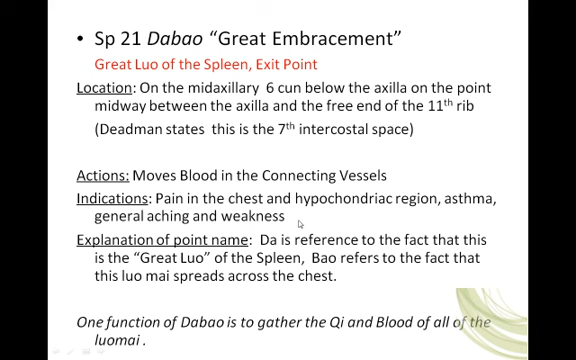 • Sp 21 Dabao “Great Embracement”
Great Luo of the Spleen, Exit Point
Location: On the midaxillary 6 cun below the axilla on the point
midway between the axilla and the free end of the 11th rib
(Deadman states this is the 7th intercostal space)
Actions: Moves Blood in the Connecting Vessels
Indications: Pain in the chest and hypochondriac region, asthma,
general aching and weakness
Explanation of point name: Da is reference to the fact that this
is the “Great Luo” of the Spleen, Bao refers to the fact that
this luo mai spreads across the chest.
One function of Dabao is to gather the Qi and Blood of all of the
luomai .